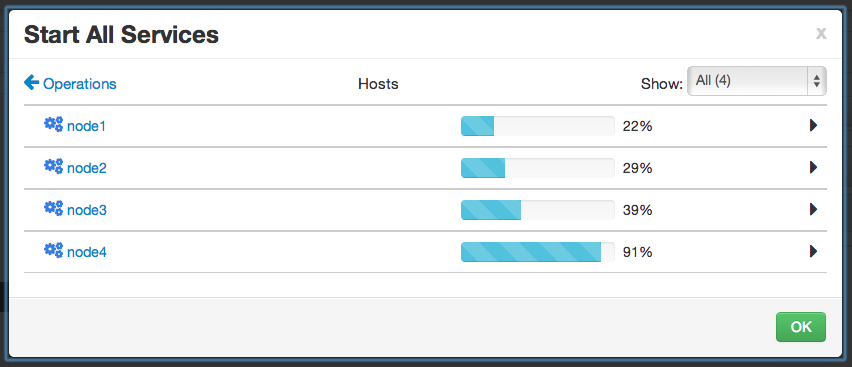 Start All Services x
Operations Hosts Show: All (4)
node1 22%
node2 29%
node3 39%
node4 91%
OK